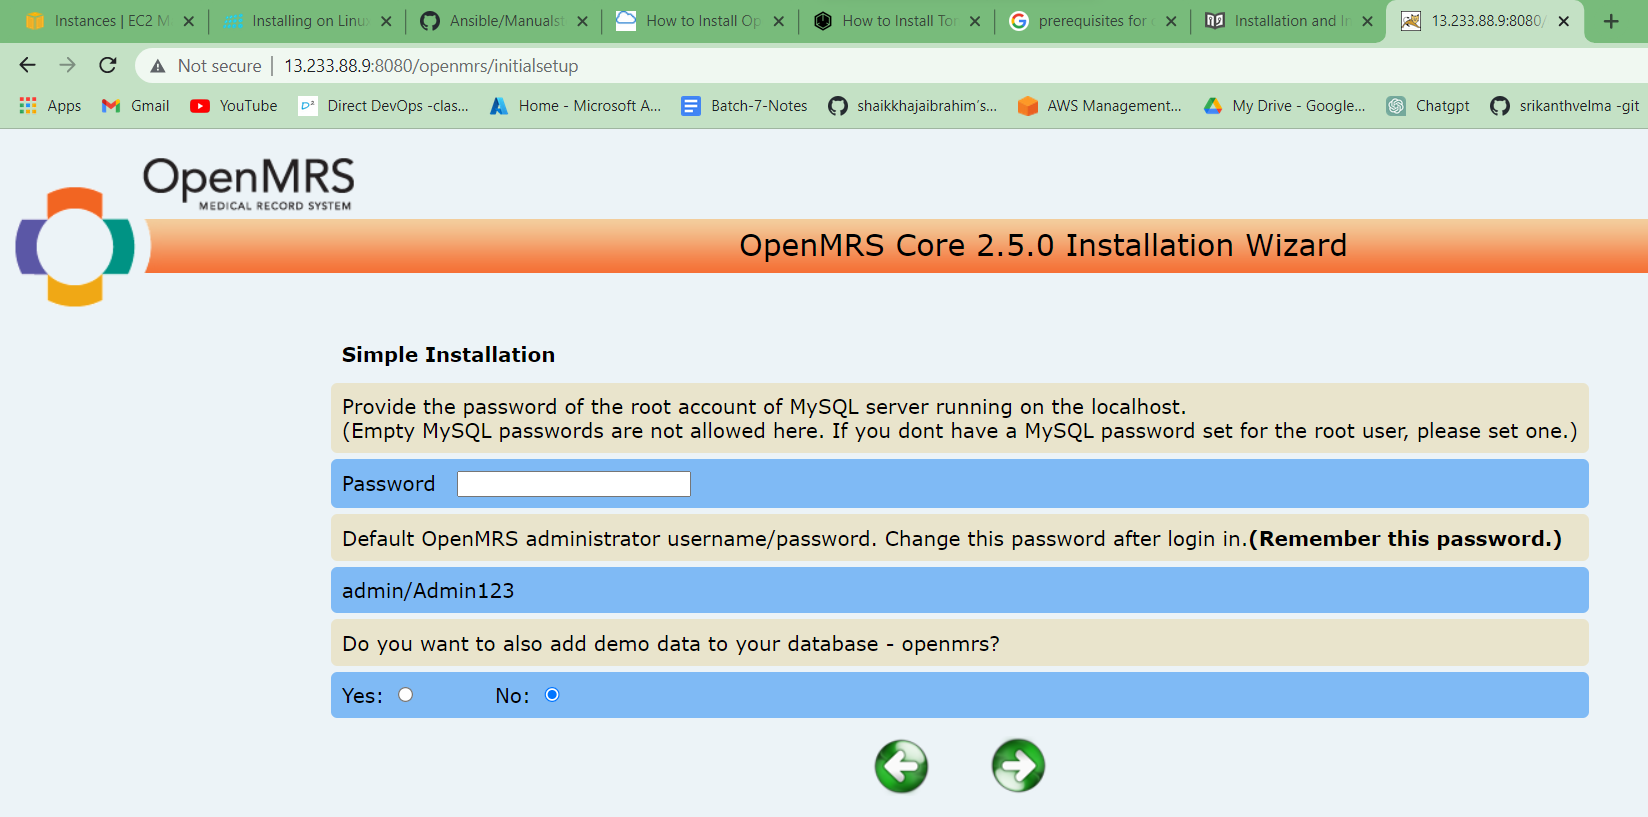 Instances | EC2 M
Installing on Linux
Ansible/Manualst
How to Install Op
How to Install Tor
prerequisites for
Installation and In
13.233.88.9:8080/
Not secure | 13.233.88.9:8080/openmrs/initialsetup
Apps
Gmail
YouTube
Direct DevOps -clas...
Home - Microsoft A...
Batch-7-Notes
shaikkhajaibrahim's...
AWS Management...
My Drive - Google...
Chatgpt
srikanthvelma -git
OpenMRS
MEDICAL RECORD SYSTEM
OpenMRS Core 2.5.0 Installation Wizard
Simple Installation
Provide the password of the root account of MySQL server running on the localhost.
(Empty MySQL passwords are not allowed here. If you dont have a MySQL password set for the root user, please set one.)
Password
Default OpenMRS administrator username/password. Change this password after login in.(Remember this password.)
admin/Admin123
Do you want to also add demo data to your database - openmrs?
Yes: No: